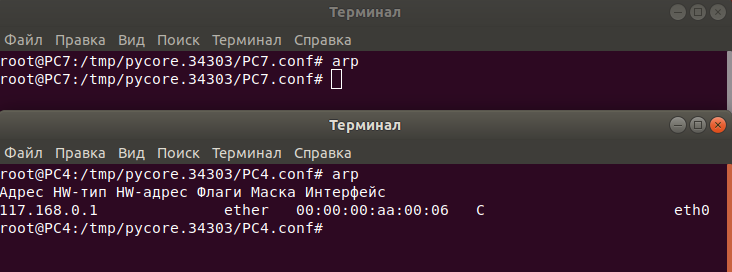 Терминал
Файл Правка Вид Поиск Терминал Справка
root@PC7:/tmp/pycore.34303/PC7.conf# arp
root@PC7:/tmp/pycore.34303/PC7.conf#
Терминал
Файл Правка Вид Поиск Терминал Справка
root@PC4:/tmp/pycore.34303/PC4.conf# arp
Адрес HW-тип HW-адрес Флаги Маска Интерфейс
117.168.0.1 ether 00:00:00:aa:00:06 C eth0
root@PC4:/tmp/pycore.34303/PC4.conf#